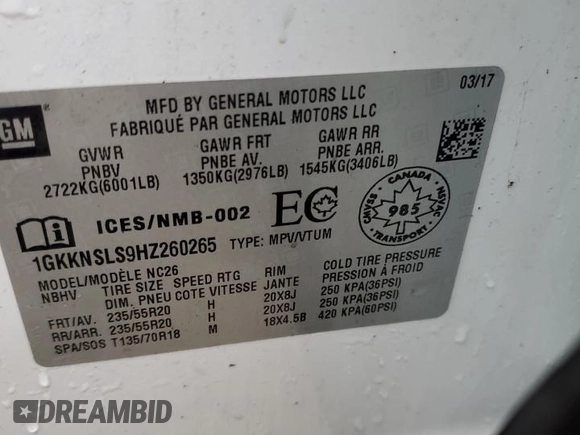 GM
03/17
MFD BY GENERAL MOTORS LLC
FABRIQUÉ PAR GENERAL MOTORS LLC
GVWR GAWR FRT GAWR RR
PNBV PNBE AV. PNBE ARR.
2722KG(6001LB) 1350KG(2976LB) 1545KG(3406LB)
ICES/NMB-002 EC
CANADA
CMVSS 985 NSVAC
TRANSPORT
1GKKNSLS9HZ260265 TYPE: MPV/VTUM
MODEL/MODÈLE NC26
NBHV TIRE SIZE SPEED RTG RIM COLD TIRE PRESSURE
DIM. PNEU COTE VITESSE JANTE PRESSION À FROID
FRT/AV. 235/55R20 H 20X8J 250 KPA(36PSI)
RR/ARR. 235/55R20 H 20X8J 250 KPA(36PSI)
SPA/SOS T135/70R18 M 18X4.5B 420 KPA(60PSI)
DREAMBID